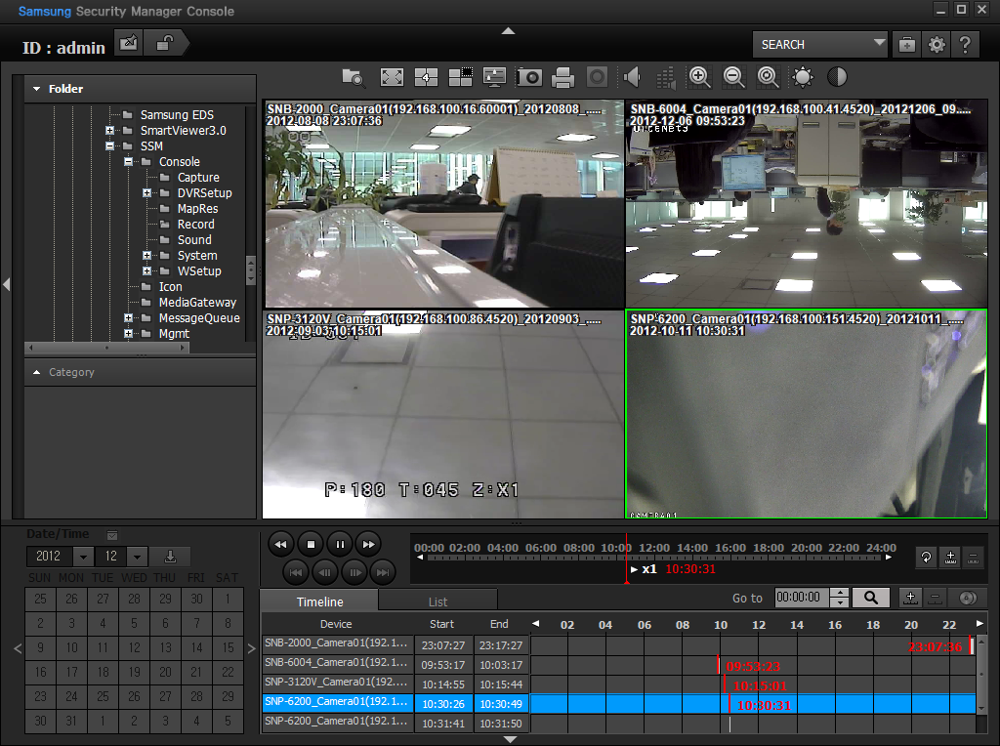 Samsung Security Manager Console
ID : admin
SEARCH
Folder
Samsung EDS
SmartViewer3.0
SSM
Console
Capture
DVRSetup
MapRes
Record
Sound
System
WSetup
Icon
MediaGateway
MessageQueue
Mgmt
Category
SNB-2000_Camera01(192.168.100.16.60001)_20120808_.....
2012-08-08 23:07:36
SNB-6004_Camera01(192.168.100.41.4520)_20121206_09.....
2012-12-06 09:53:23
SNP-3120V_Camera01(192.168.100.86.4520)_20120903_.....
2012-09-03 10:15:01
P:180 T:045 Z:X1
SNP-6200_Camera01(192.168.100.151.4520)_20121011_.....
2012-10-11 10:30:31
CAMERA01
Date/Time
2012 12
SUN MON TUE WED THU FRI SAT
25 26 27 28 29 30 1
2 3 4 5 6 7 8
9 10 11 12 13 14 15
16 17 18 19 20 21 22
23 24 25 26 27 28 29
30 31 1 2 3 4 5
00:00 02:00 04:00 06:00 08:00 10:00 12:00 14:00 16:00 18:00 20:00 22:00 24:00
x1 10:30:31
Timeline List Go to 00:00:00
Device Start End 02 04 06 08 10 12 14 16 18 20 22
SNB-2000_Camera01(192.1... 23:07:27 23:17:27 23:07:36
SNB-6004_Camera01(192.1... 09:53:17 10:03:17 09:53:23
SNP-3120V_Camera01(192.... 10:14:55 10:15:44 10:15:01
SNP-6200_Camera01(192.1... 10:30:26 10:30:49 10:30:31
SNP-6200_Camera01(192.1... 10:31:41 10:31:50